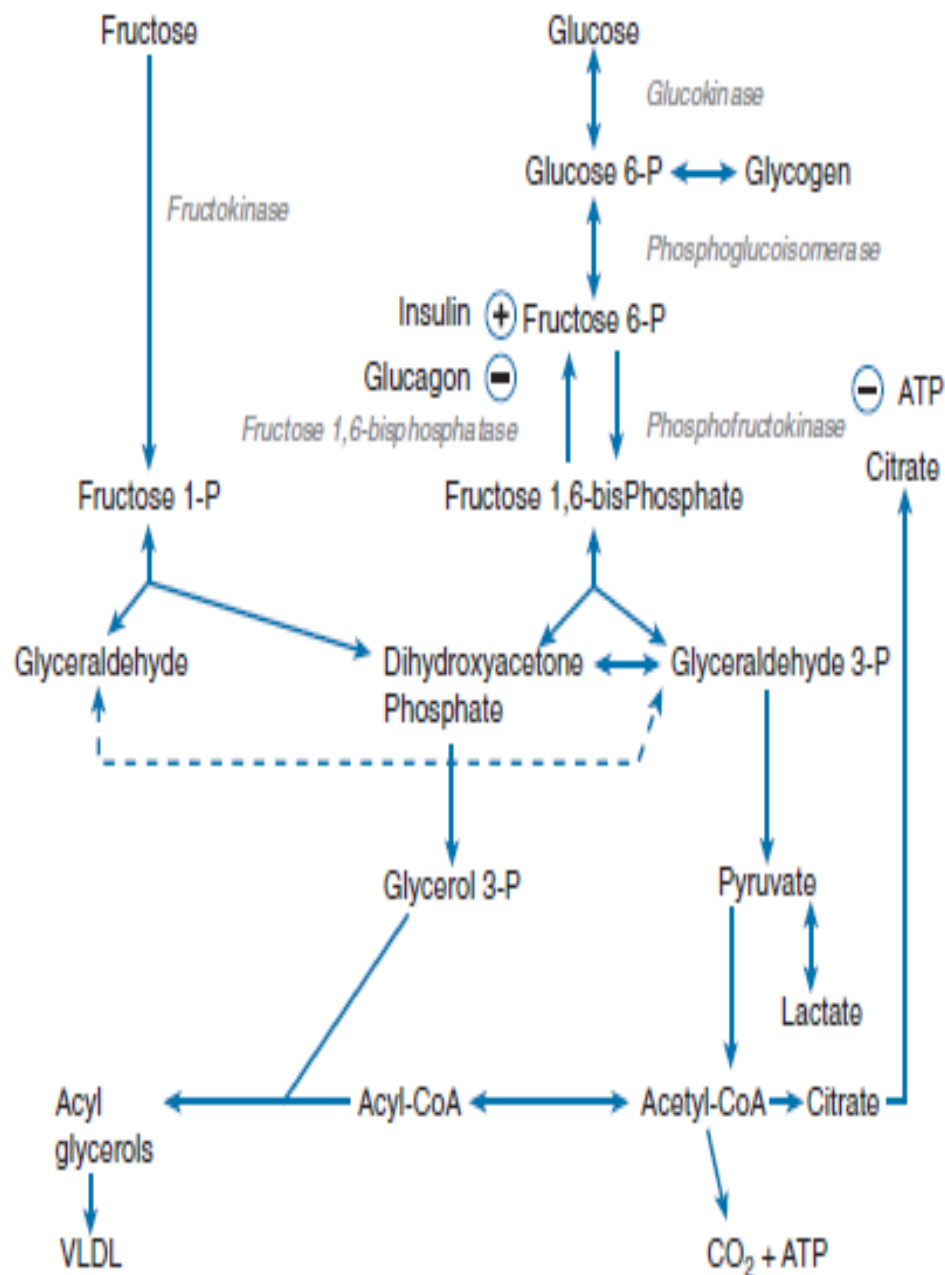 Fructose
Glucose
Glucokinase
Glucose 6-P
Glycogen
Fructokinase
Phosphoglucoisomerase
Insulin + Fructose 6-P
Glucagon −
− ATP
Fructose 1,6-bisphosphatase
Phosphofructokinase
Citrate
Fructose 1-P
Fructose 1,6-bisPhosphate
Glyceraldehyde
Dihydroxyacetone
Phosphate
Glyceraldehyde 3-P
Glycerol 3-P
Pyruvate
Lactate
Acyl
glycerols
Acyl-CoA
Acetyl-CoA
Citrate
VLDL
CO₂ + ATP